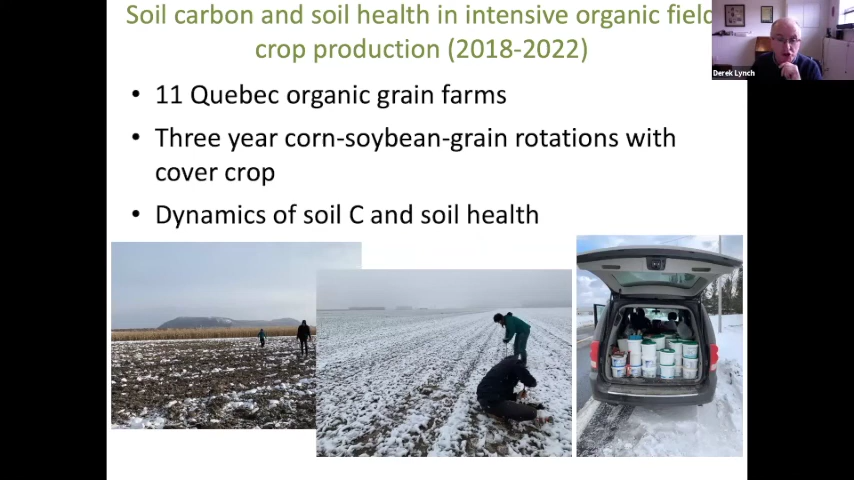 Soil carbon and soil health in intensive organic field
crop production (2018-2022)
Derek Lynch
• 11 Quebec organic grain farms
• Three year corn-soybean-grain rotations with
cover crop
• Dynamics of soil C and soil health